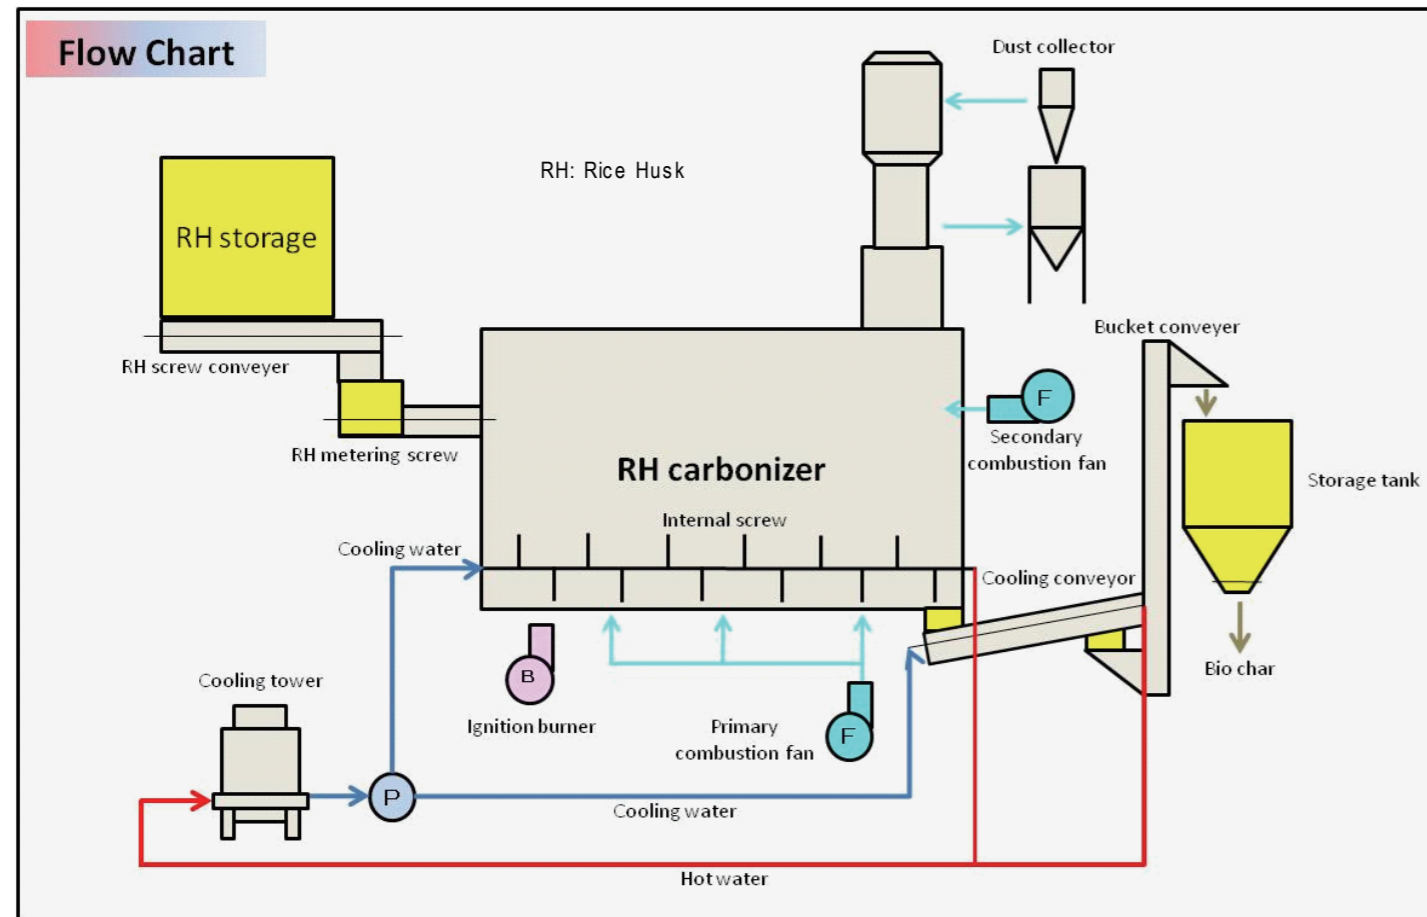 Flow Chart
Dust collector
RH: Rice Husk
RH storage
Bucket conveyer
RH screw conveyer
F
Secondary
combustion fan
RH metering screw
RH carbonizer
Storage tank
Internal screw
Cooling water
Cooling conveyor
Bio char
Cooling tower
B
Ignition burner
Primary
combustion fan
F
P
Cooling water
Hot water